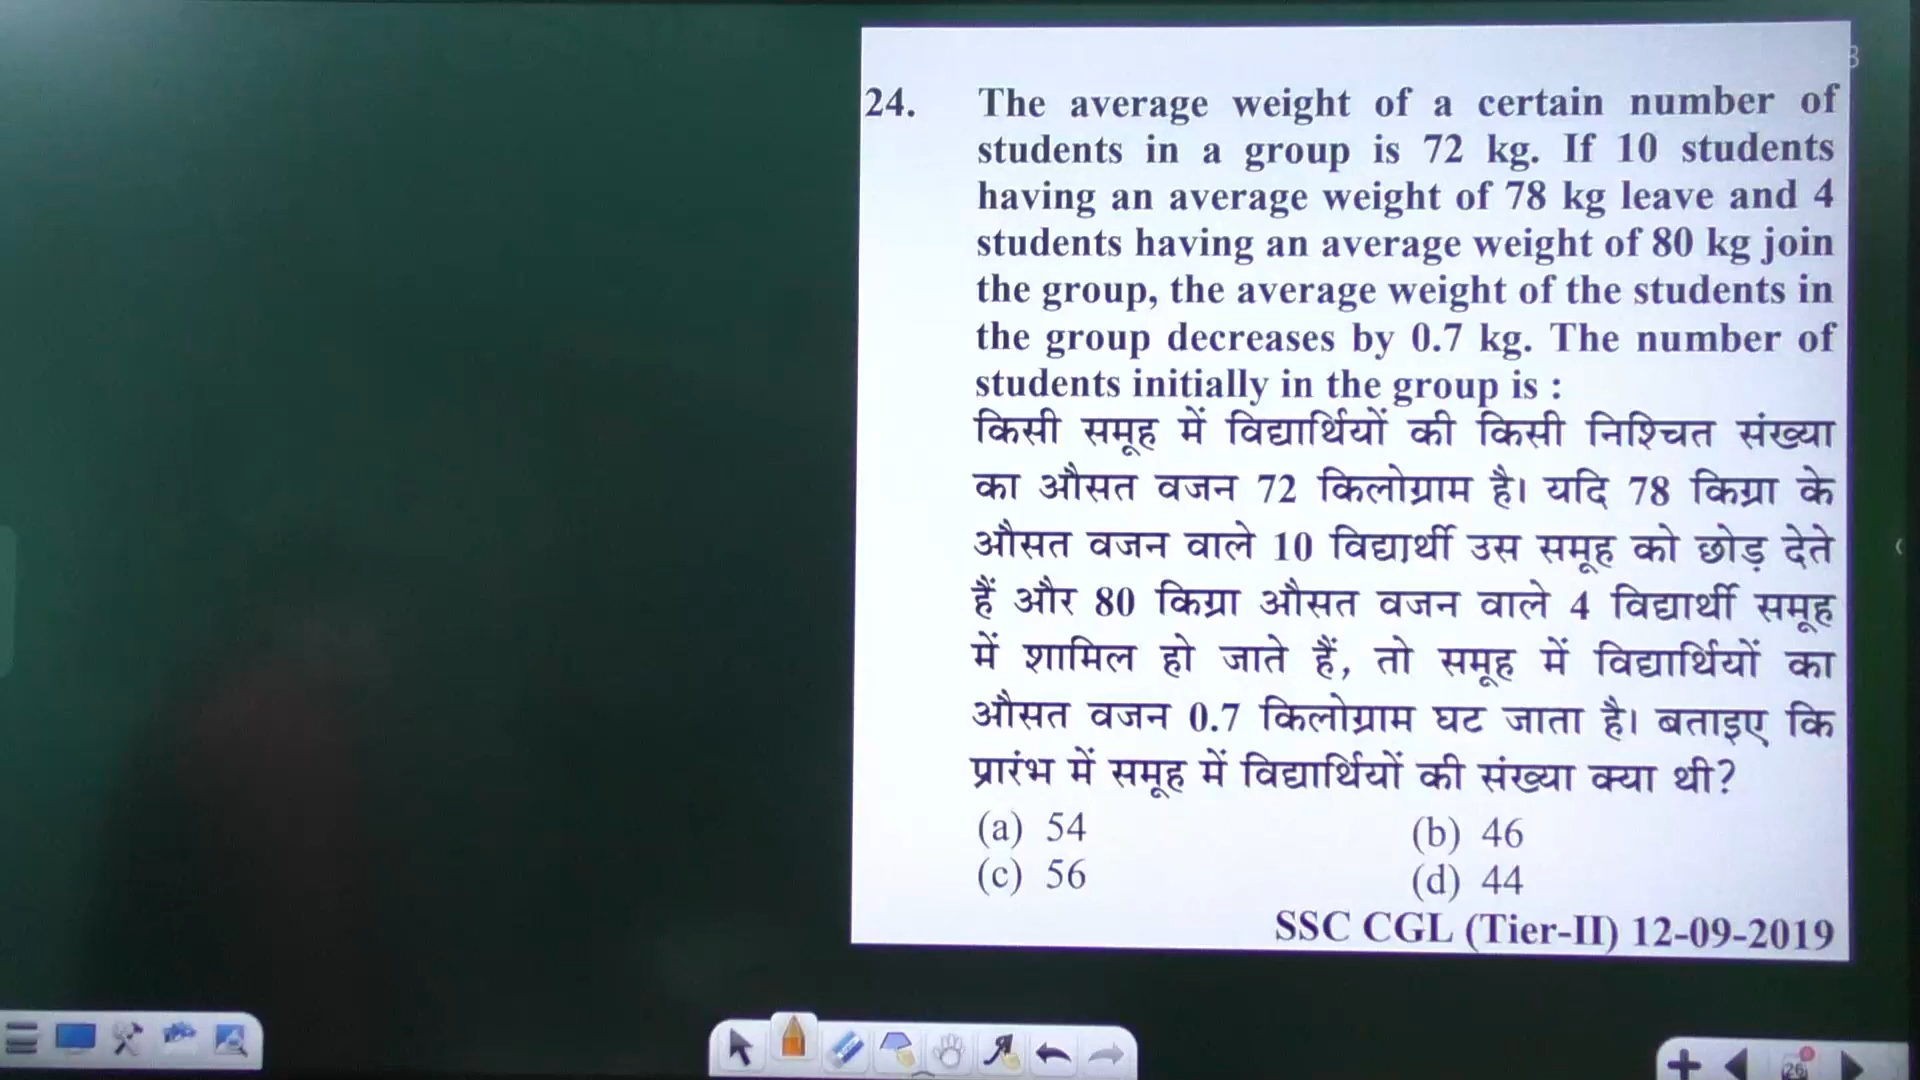 24. The average weight of a certain number of
students in a group is 72 kg. If 10 students
having an average weight of 78 kg leave and 4
students having an average weight of 80 kg join
the group, the average weight of the students in
the group decreases by 0.7 kg. The number of
students initially in the group is :
किसी समूह में विद्यार्थियों की किसी निश्चित संख्या
का औसत वजन 72 किलोग्राम है। यदि 78 किग्रा के
औसत वजन वाले 10 विद्यार्थी उस समूह को छोड़ देते
हैं और 80 किग्रा औसत वजन वाले 4 विद्यार्थी समूह
में शामिल हो जाते हैं, तो समूह में विद्यार्थियों का
औसत वजन 0.7 किलोग्राम घट जाता है। बताइए कि
प्रारंभ में समूह में विद्यार्थियों की संख्या क्या थी?
(a) 54 (b) 46
(c) 56 (d) 44
SSC CGL (Tier-II) 12-09-2019
26